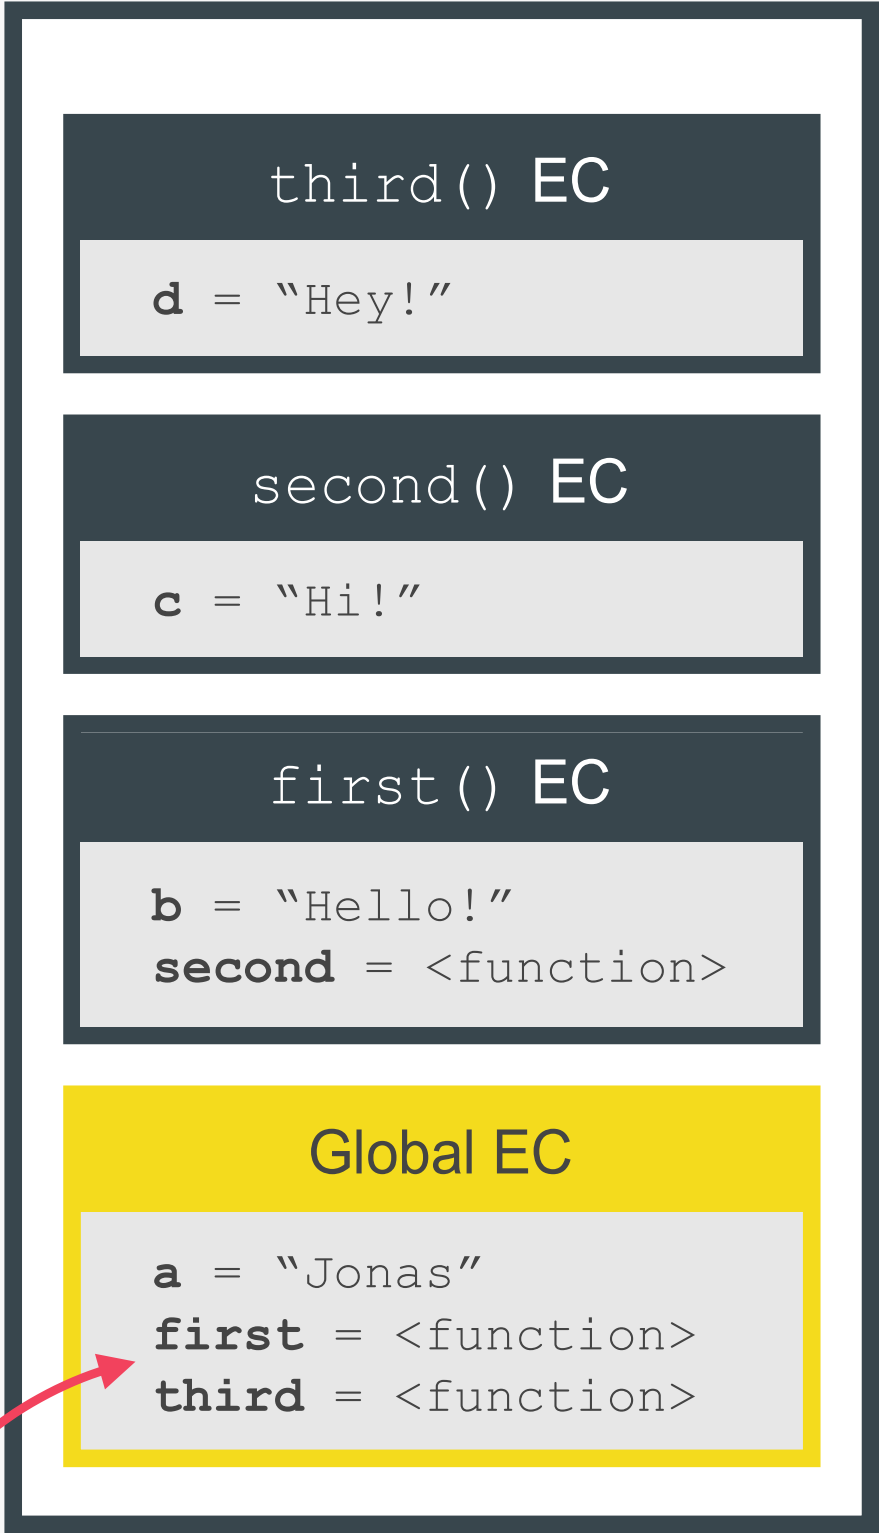 third() EC
d = “Hey!”
second() EC
c = “Hi!”
first() EC
b = “Hello!”
second = <function>
Global EC
a = “Jonas”
first = <function>
third = <function>